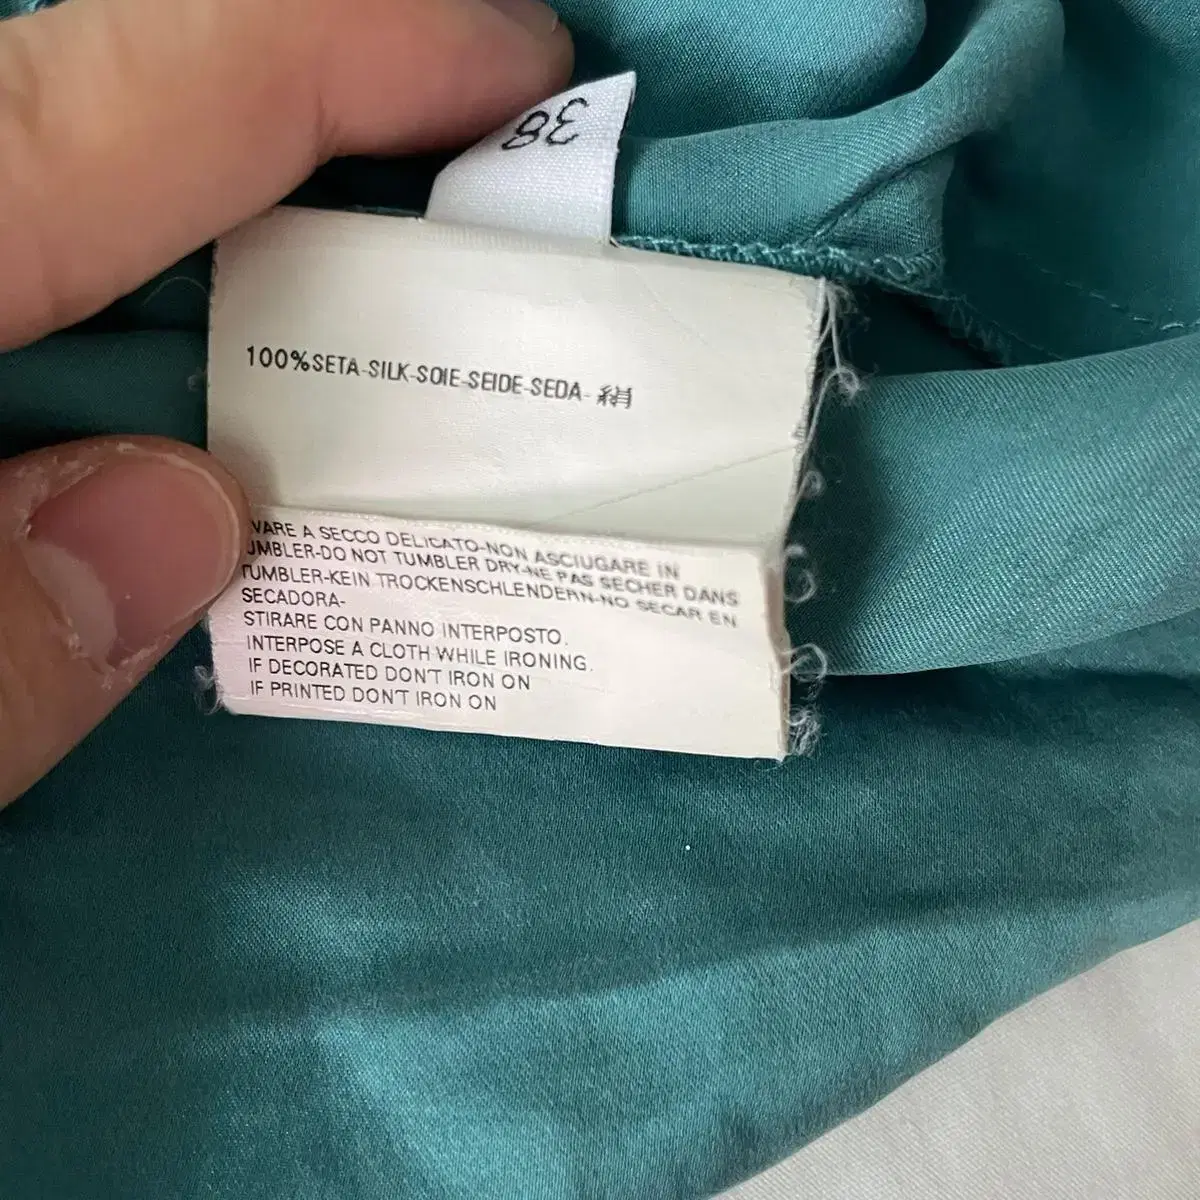 38
100%SETA-SILK-SOIE-SEIDE-SEDA-絹
VARE A SECCO DELICATO-NON ASCIUGARE IN
UMBLER-DO NOT TUMBLER DRY-NE PAS SECHER DANS
TUMBLER-KEIN TROCKENSCHLENDERN-NO SECAR EN
SECADORA-
STIRARE CON PANNO INTERPOSTO.
INTERPOSE A CLOTH WHILE IRONING.
IF DECORATED DON'T IRON ON
IF PRINTED DON'T IRON ON